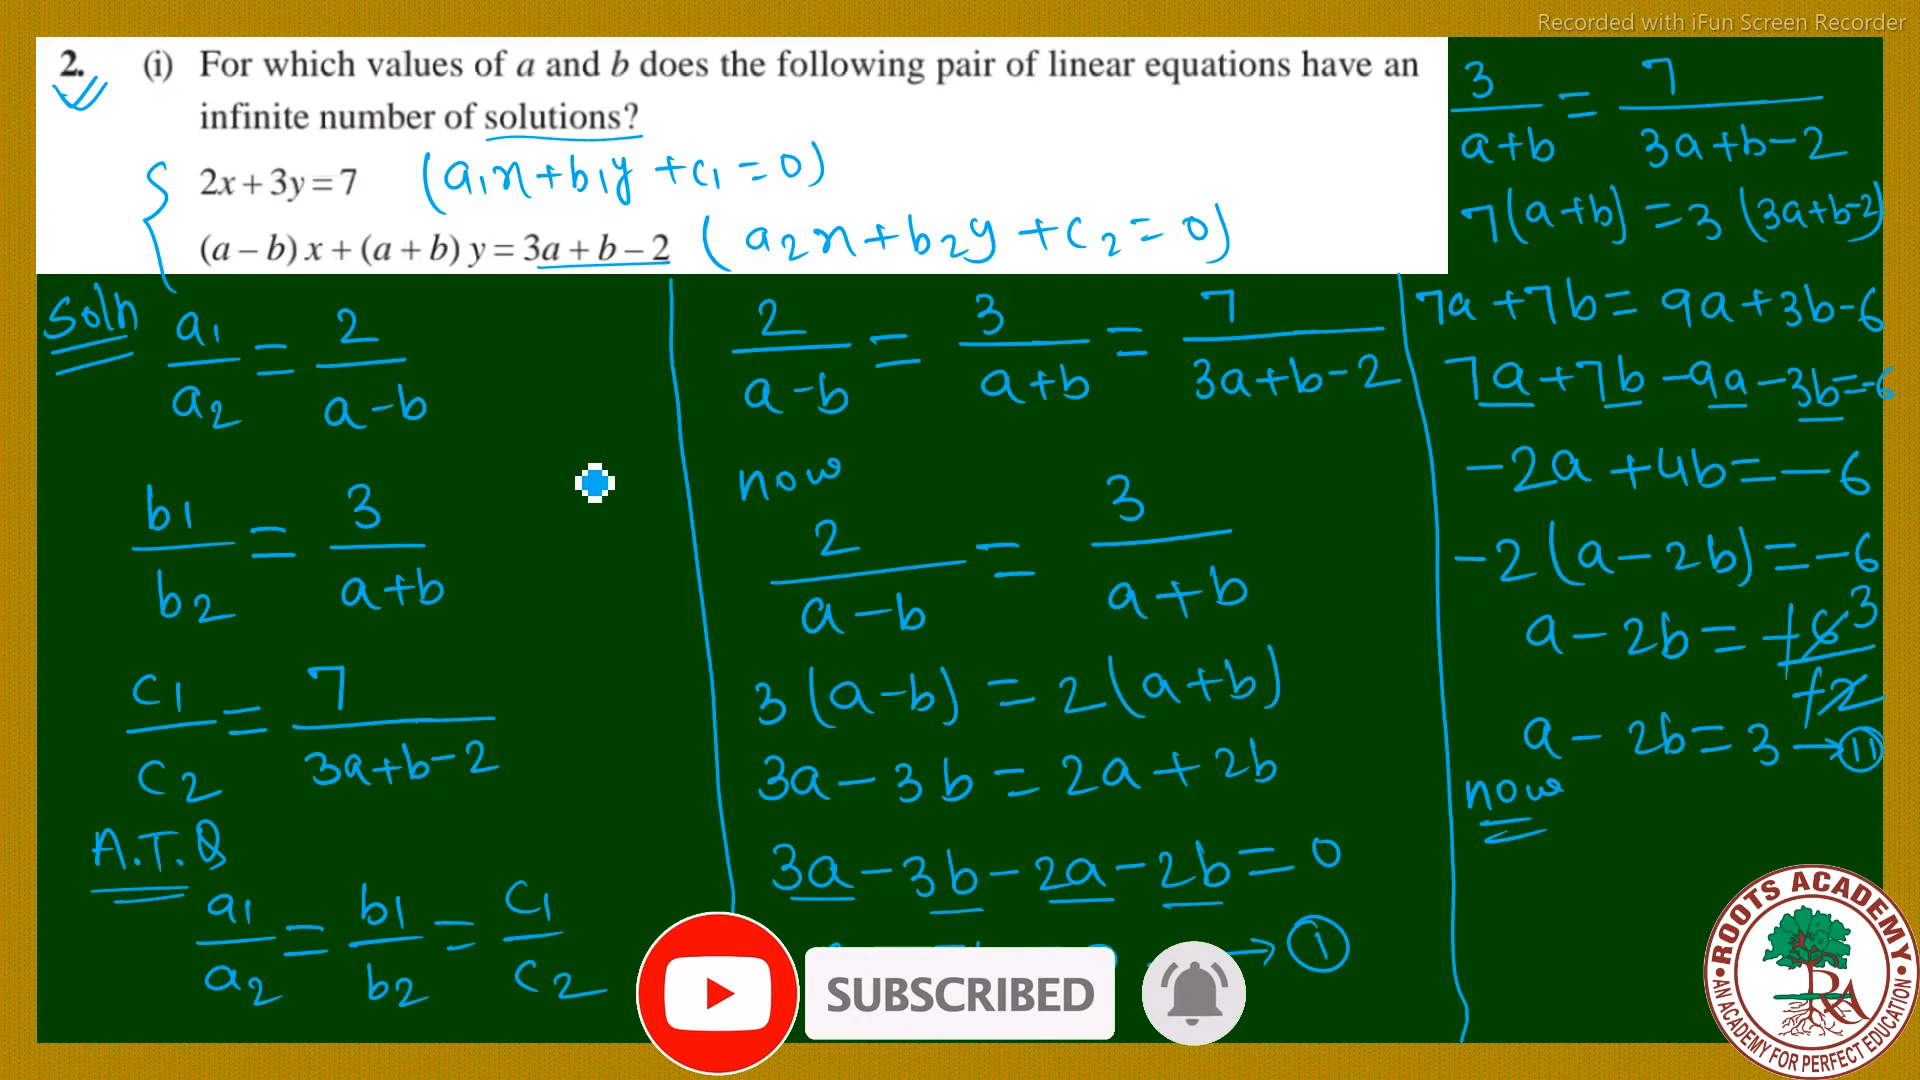 Recorded with iFun Screen Recorder
2. (i) For which values of a and b does the following pair of linear equations have an
infinite number of solutions?
2x + 3y = 7 (a1x + b1y + c1 = 0)
(a – b) x + (a + b) y = 3a + b – 2 (a2x + b2y + c2 = 0)
Soln
a1/a2 = 2/(a-b)
b1/b2 = 3/(a+b)
c1/c2 = 7/(3a+b-2)
A.T.Q
a1/a2 = b1/b2 = c1/c2
2/(a-b) = 3/(a+b) = 7/(3a+b-2)
now
2/(a-b) = 3/(a+b)
3(a-b) = 2(a+b)
3a - 3b = 2a + 2b
3a - 3b - 2a - 2b = 0
→ (1)
3/(a+b) = 7/(3a+b-2)
7(a+b) = 3(3a+b-2)
7a + 7b = 9a + 3b - 6
7a + 7b - 9a - 3b = -6
-2a + 4b = -6
-2(a - 2b) = -6
a - 2b = +6/+2 3
a - 2b = 3 → (11)
now
SUBSCRIBED
ROOTS ACADEMY
RA
AN ACADEMY FOR PERFECT EDUCATION